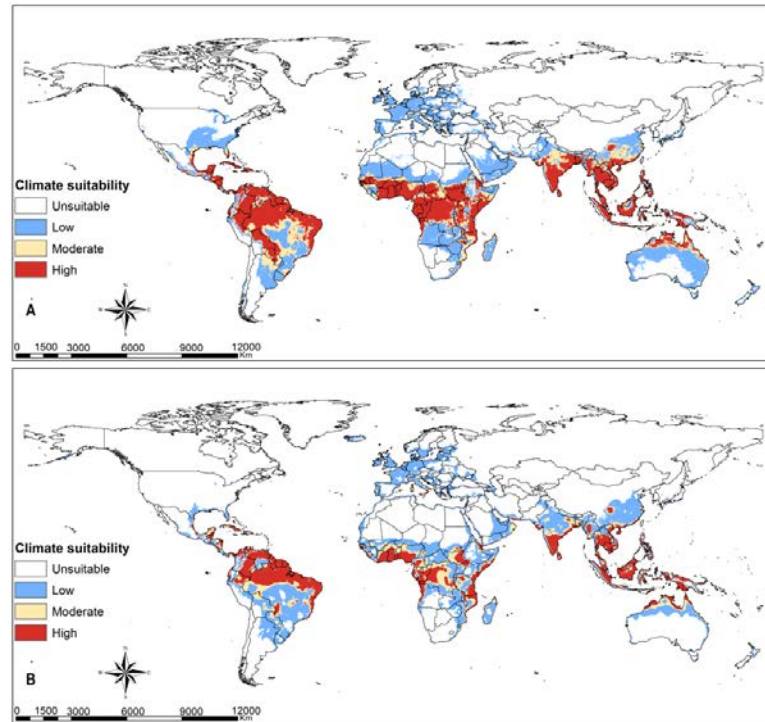 Climate suitability
Unsuitable
Low
Moderate
High
A
0 1500 3000 6000 9000 12000
Km
Climate suitability
Unsuitable
Low
Moderate
High
B
0 1500 3000 6000 9000 12000
Km